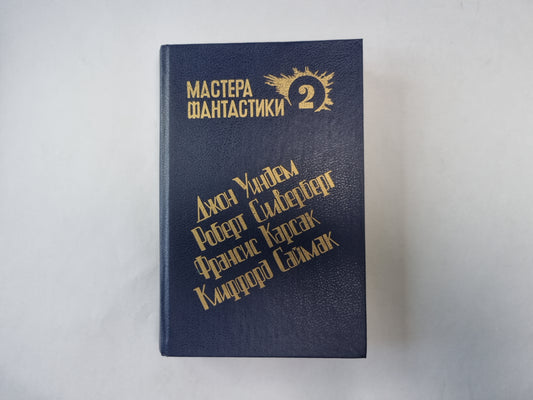 МАСТЕРА
ФАНТАСТИКИ
2
Джон Уиндем
Роберт Силверберг
Франсис Карсак
Клиффорд Саймак